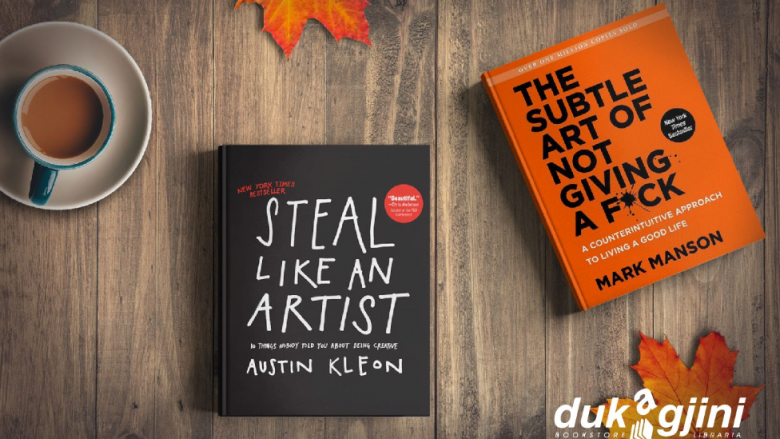 NEW YORK TIMES
BESTSELLER
"Beautiful."
STEAL
LIKE AN
ARTIST
10 THINGS NOBODY TOLD YOU ABOUT BEING CREATIVE
AUSTIN KLEON
OVER ONE MILLION COPIES SOLD
THE
SUBTLE
ART OF
NOT
GIVING
A F*CK
New York
Times
Bestseller
A COUNTERINTUITIVE APPROACH
TO LIVING A GOOD LIFE
MARK MANSON
dukagjini
BOOKSTORE LIBRARIA